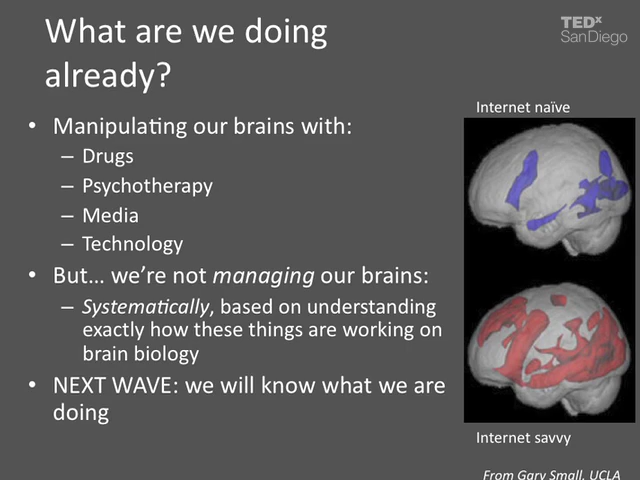 What are we doing
already?
TEDx
SanDiego
• Manipulating our brains with:
– Drugs
– Psychotherapy
– Media
– Technology
• But… we’re not managing our brains:
– Systematically, based on understanding
exactly how these things are working on
brain biology
• NEXT WAVE: we will know what we are
doing
Internet naïve
Internet savvy
From Gary Small, UCLA